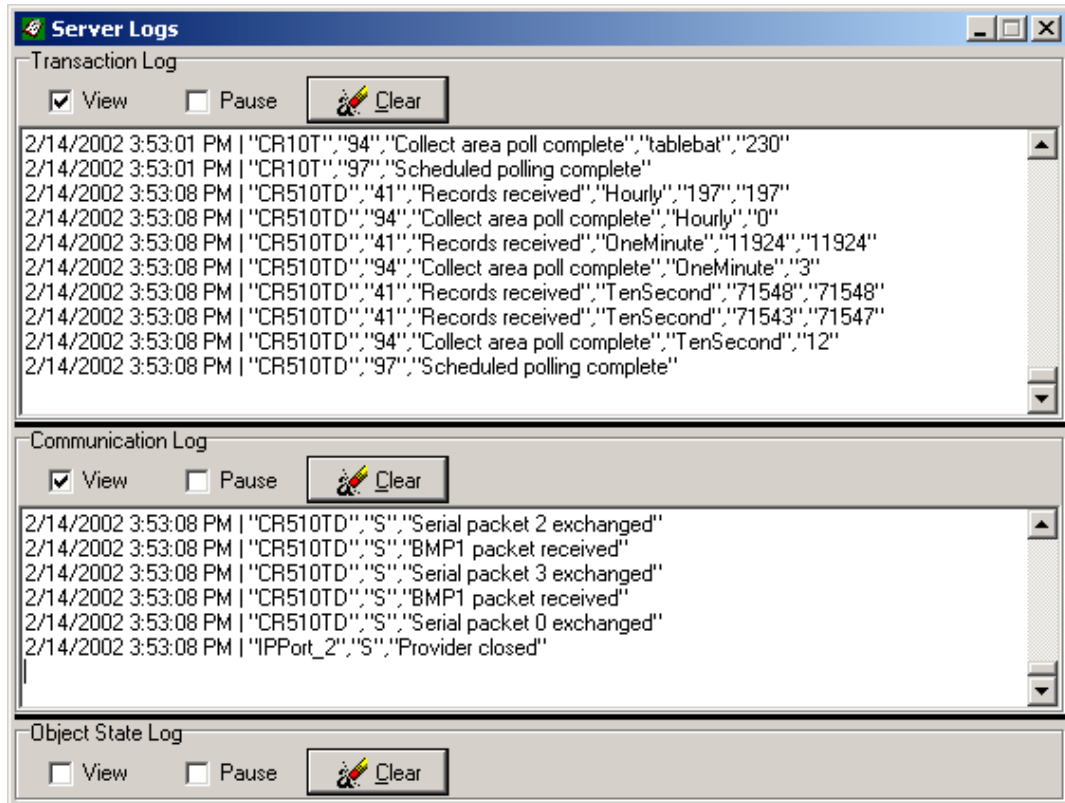 Server Logs
Transaction Log
View Pause Clear
2/14/2002 3:53:01 PM | "CR10T","94","Collect area poll complete","tablebat","230"
2/14/2002 3:53:01 PM | "CR10T","97","Scheduled polling complete"
2/14/2002 3:53:08 PM | "CR510TD","41","Records received","Hourly","197","197"
2/14/2002 3:53:08 PM | "CR510TD","94","Collect area poll complete","Hourly","0"
2/14/2002 3:53:08 PM | "CR510TD","41","Records received","OneMinute","11924","11924"
2/14/2002 3:53:08 PM | "CR510TD","94","Collect area poll complete","OneMinute","3"
2/14/2002 3:53:08 PM | "CR510TD","41","Records received","TenSecond","71548","71548"
2/14/2002 3:53:08 PM | "CR510TD","41","Records received","TenSecond","71543","71547"
2/14/2002 3:53:08 PM | "CR510TD","94","Collect area poll complete","TenSecond","12"
2/14/2002 3:53:08 PM | "CR510TD","97","Scheduled polling complete"
Communication Log
View Pause Clear
2/14/2002 3:53:08 PM | "CR510TD","S","Serial packet 2 exchanged"
2/14/2002 3:53:08 PM | "CR510TD","S","BMP1 packet received"
2/14/2002 3:53:08 PM | "CR510TD","S","Serial packet 3 exchanged"
2/14/2002 3:53:08 PM | "CR510TD","S","BMP1 packet received"
2/14/2002 3:53:08 PM | "CR510TD","S","Serial packet 0 exchanged"
2/14/2002 3:53:08 PM | "IPPort_2","S","Provider closed"
Object State Log
View Pause Clear